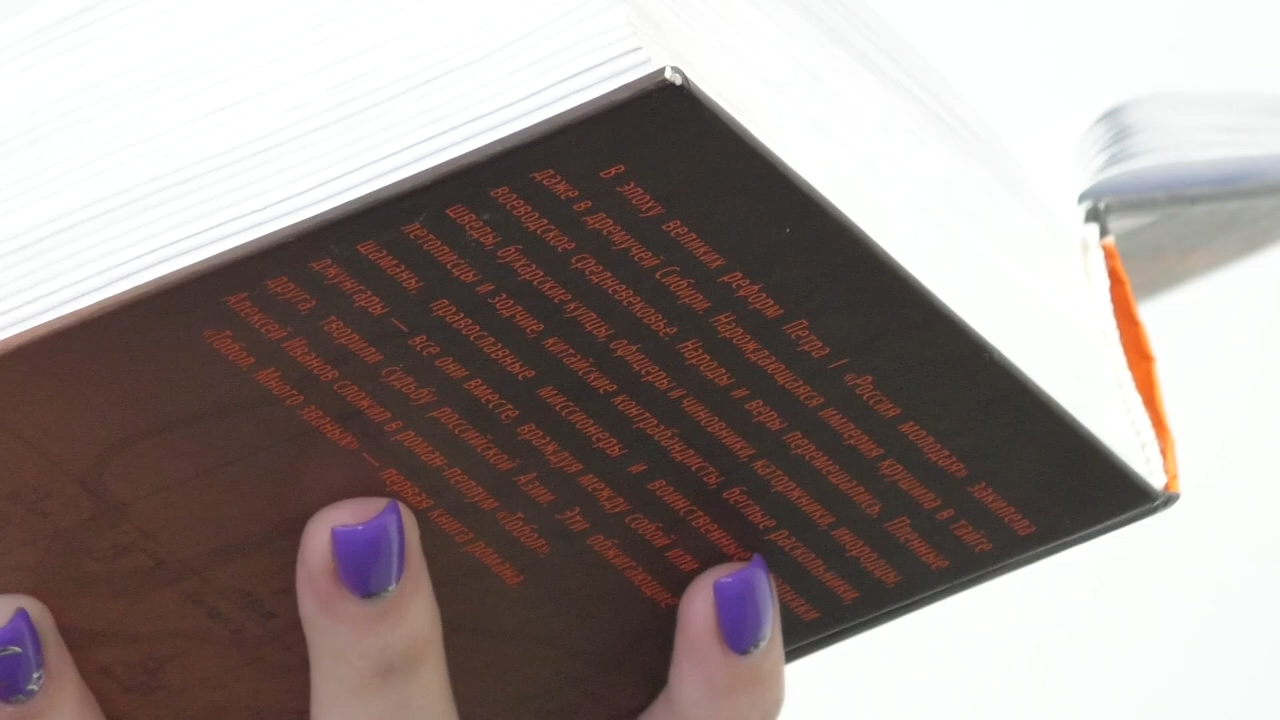 В эпоху великих реформ Петра I «Россия молодая» закипела
даже в дремучей Сибири. Нарождающаяся империя крушила в тайге
воеводское средневековье. Народы и веры перемешались. Пленные
шведы, бухарские купцы, офицеры и чиновники, каторжники, инородцы,
летописцы и зодчие, китайские контрабандисты, беглые раскольники,
шаманы, православные миссионеры и воинственные
джунгары — все они вместе, враждуя между собой или
друга, творили судьбу российской Азии. Эти обжигающие
Алексей Иванов сложил в роман-пеплум «Тобол».
«Тобол. Много званых» — первая книга романа.